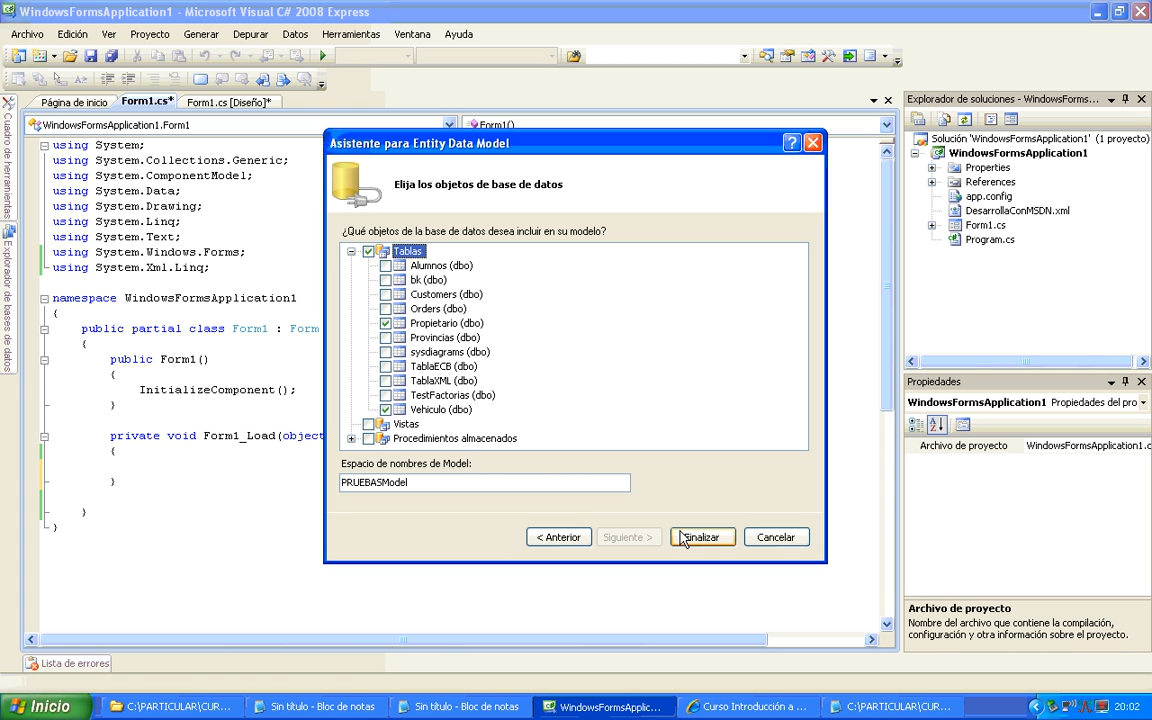 WindowsFormsApplication1 - Microsoft Visual C# 2008 Express
Archivo Edición Ver Proyecto Generar Depurar Datos Herramientas Ventana Ayuda
Página de inicio Form1.cs* Form1.cs [Diseño]*
WindowsFormsApplication1.Form1
Form1()
Cuadro de herramientas
Explorador de bases de datos
using System;
using System.Collections.Generic;
using System.ComponentModel;
using System.Data;
using System.Drawing;
using System.Linq;
using System.Text;
using System.Windows.Forms;
using System.Xml.Linq;
namespace WindowsFormsApplication1
{
public partial class Form1 : Form
{
public Form1()
{
InitializeComponent();
}
private void Form1_Load(object
{
}
}
}
Asistente para Entity Data Model
Elija los objetos de base de datos
¿Qué objetos de la base de datos desea incluir en su modelo?
Tablas
Alumnos (dbo)
bk (dbo)
Customers (dbo)
Orders (dbo)
Propietario (dbo)
Provincias (dbo)
sysdiagrams (dbo)
TablaECB (dbo)
TablaXML (dbo)
TestFactorias (dbo)
Vehiculo (dbo)
Vistas
Procedimientos almacenados
Espacio de nombres de Model:
PRUEBASModel
< Anterior Siguiente > Finalizar Cancelar
Explorador de soluciones - WindowsForms...
Solución 'WindowsFormsApplication1' (1 proyecto)
WindowsFormsApplication1
Properties
References
app.config
DesarrollaConMSDN.xml
Form1.cs
Program.cs
Propiedades
WindowsFormsApplication1 Propiedades del pro
Archivo de proyecto WindowsFormsApplication1.c
Archivo de proyecto
Nombre del archivo que contiene la compilación,
configuración y otra información sobre el proyecto.
Lista de errores
Inicio C:\PARTICULAR\CUR... Sin título - Bloc de notas Sin título - Bloc de notas WindowsFormsApplic... Curso Introducción a ... C:\PARTICULAR\CUR... 20:02